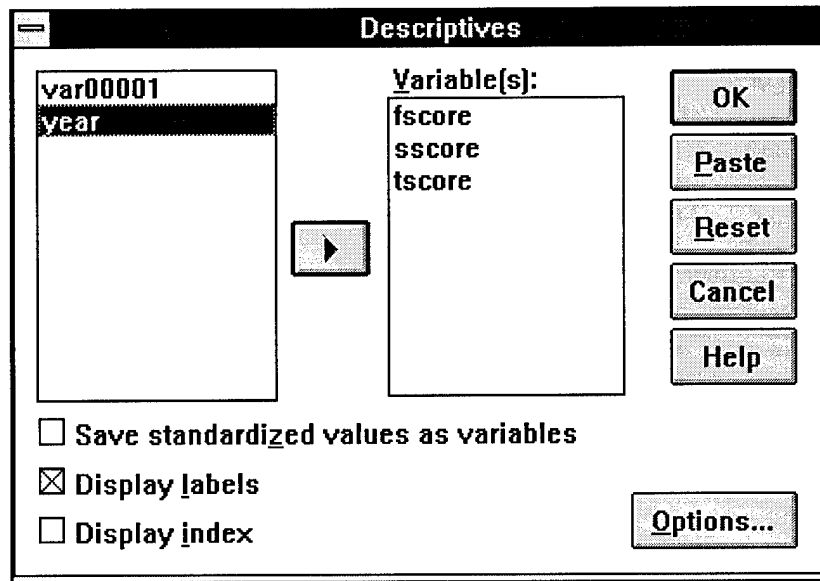 Descriptives
var00001
year
Variable(s):
fscore
sscore
tscore
OK
Paste
Reset
Cancel
Help
Save standardized values as variables
Display labels
Display index
Options...